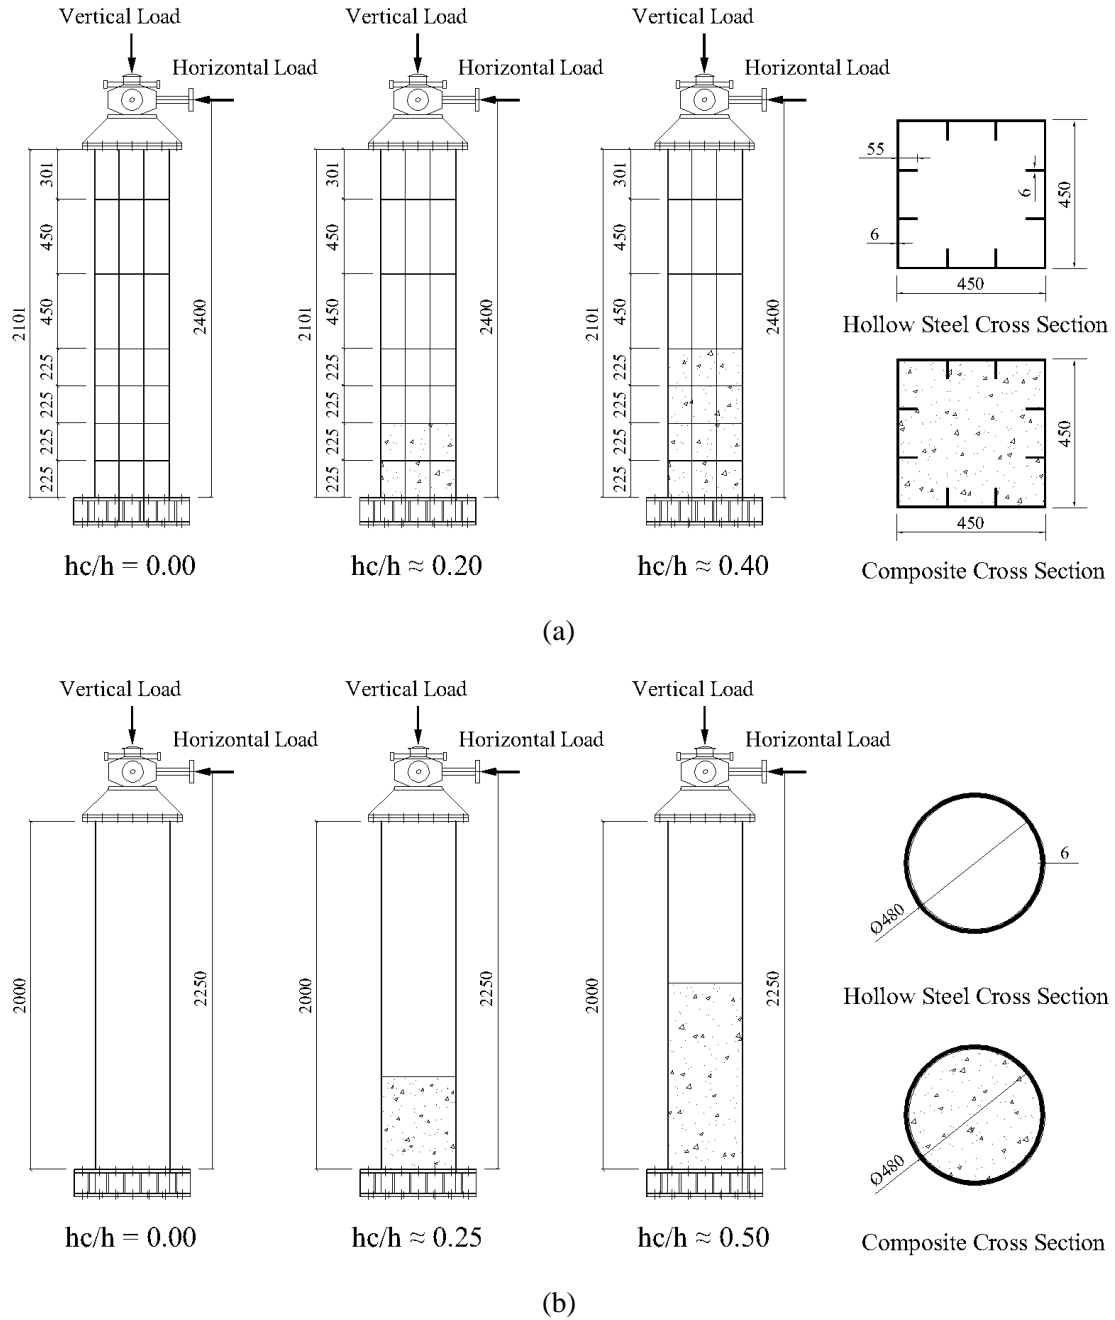 Vertical Load
Vertical Load
Vertical Load
Horizontal Load
Horizontal Load
Horizontal Load
301
450
450
225
225
225
225
2101
2400
301
450
450
225
225
225
225
2101
2400
301
450
450
225
225
225
225
2101
2400
55
6
6
450
450
Hollow Steel Cross Section
450
450
Composite Cross Section
hc/h = 0.00
hc/h ≈ 0.20
hc/h ≈ 0.40
(a)
Vertical Load
Vertical Load
Vertical Load
Horizontal Load
Horizontal Load
Horizontal Load
2000
2250
2000
2250
2000
2250
6
Ø480
Hollow Steel Cross Section
Ø480
Composite Cross Section
hc/h = 0.00
hc/h ≈ 0.25
hc/h ≈ 0.50
(b)